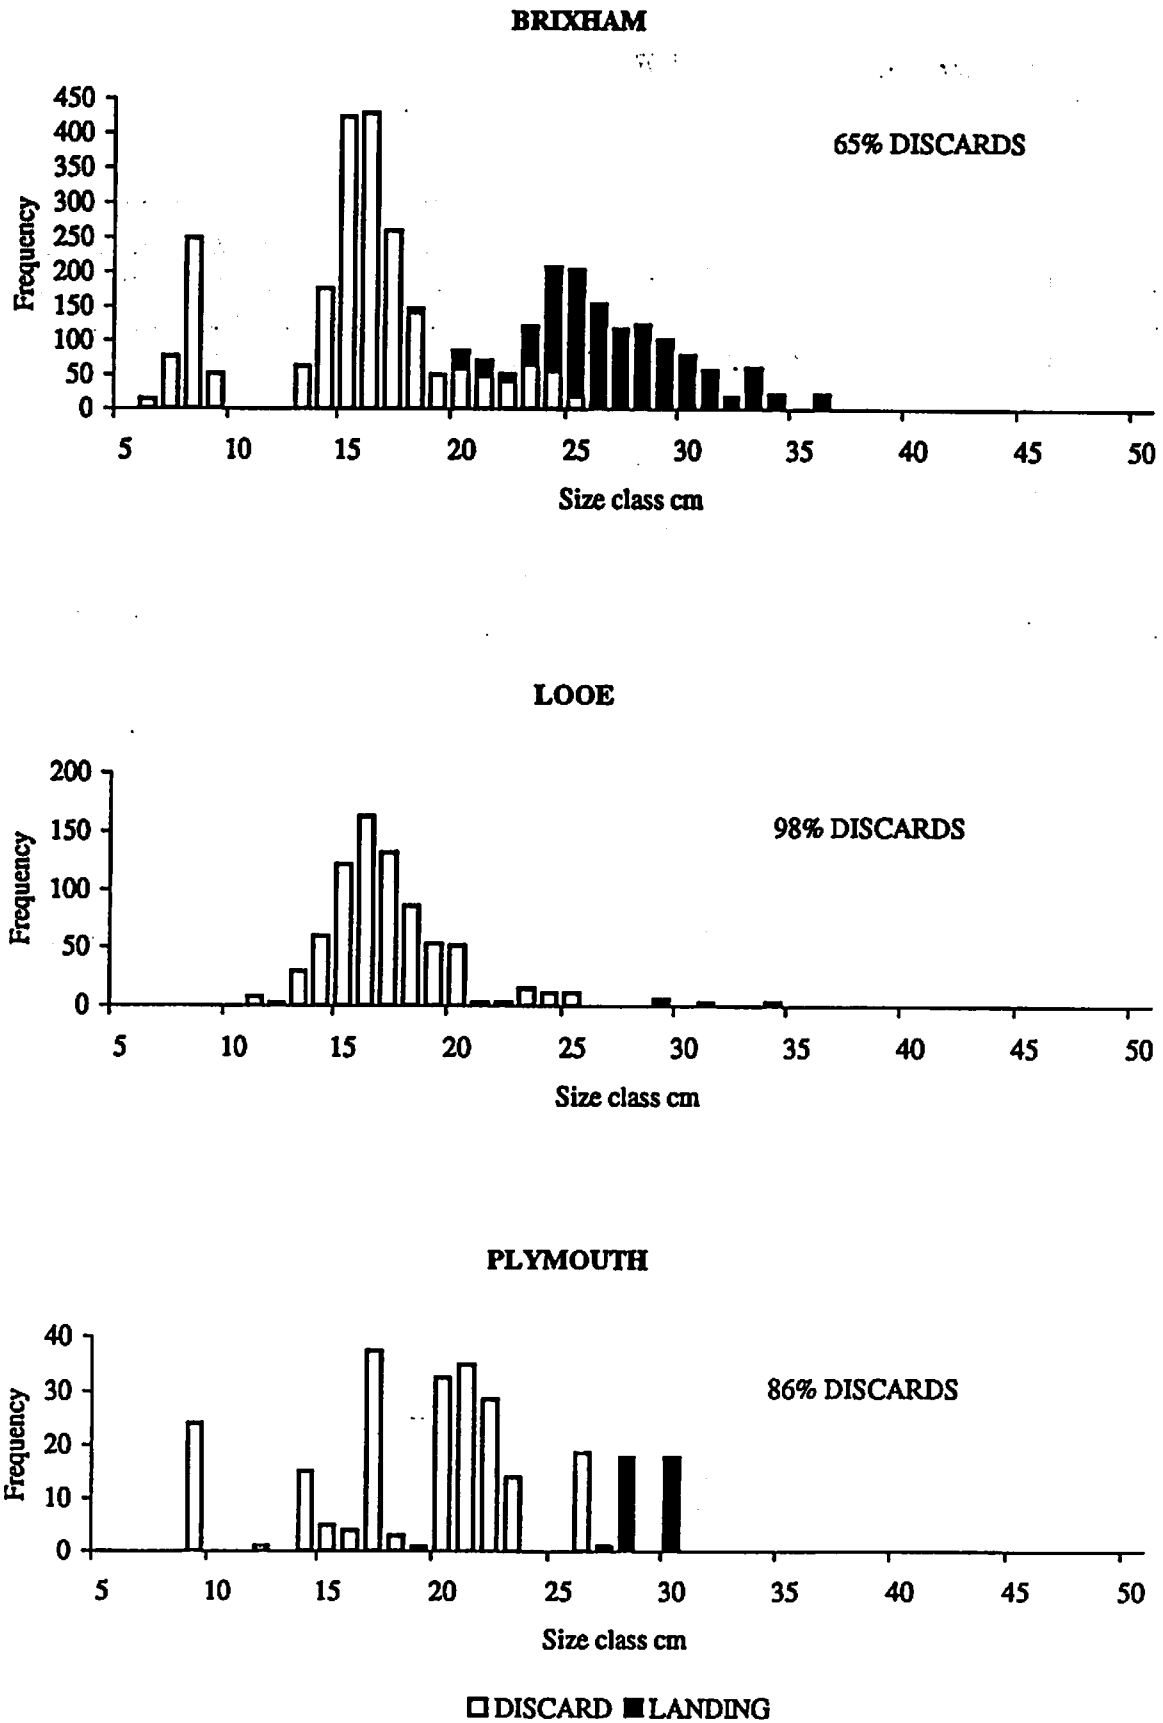 BRIXHAM
450
400
350
300
250
200
150
100
50
0
Frequency
65% DISCARDS
5 10 15 20 25 30 35 40 45 50
Size class cm
LOOE
200
150
100
50
0
Frequency
98% DISCARDS
5 10 15 20 25 30 35 40 45 50
Size class cm
PLYMOUTH
40
30
20
10
0
Frequency
86% DISCARDS
5 10 15 20 25 30 35 40 45 50
Size class cm
DISCARD LANDING